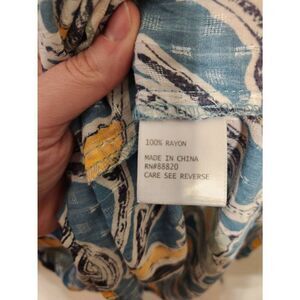 100% RAYON
MADE IN CHINA
RN#88820
CARE SEE REVERSE